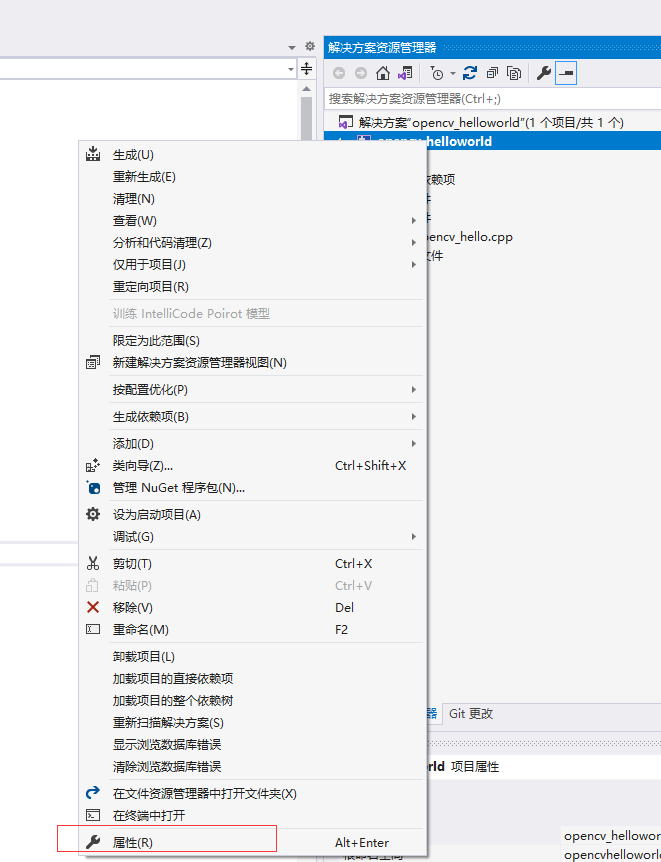 解决方案资源管理器
搜索解决方案资源管理器(Ctrl+;)
解决方案"opencv_helloworld"(1 个项目/共 1 个)
helloworld
依赖项
件
件
opencv_hello.cpp
文件
生成(U)
重新生成(E)
清理(N)
查看(W)
分析和代码清理(Z)
仅用于项目(J)
重定向项目(R)
训练 IntelliCode Poirot 模型
限定为此范围(S)
新建解决方案资源管理器视图(N)
按配置优化(P)
生成依赖项(B)
添加(D)
类向导(Z)... Ctrl+Shift+X
管理 NuGet 程序包(N)...
设为启动项目(A)
调试(G)
剪切(T) Ctrl+X
粘贴(P) Ctrl+V
移除(V) Del
重命名(M) F2
卸载项目(L)
加载项目的直接依赖项
加载项目的整个依赖树
重新扫描解决方案(S)
显示浏览数据库错误
清除浏览数据库错误
在文件资源管理器中打开文件夹(X)
在终端中打开
属性(R) Alt+Enter
器 Git 更改
rld 项目属性
opencv_hellowor
根命名空间 opencvhelloworld